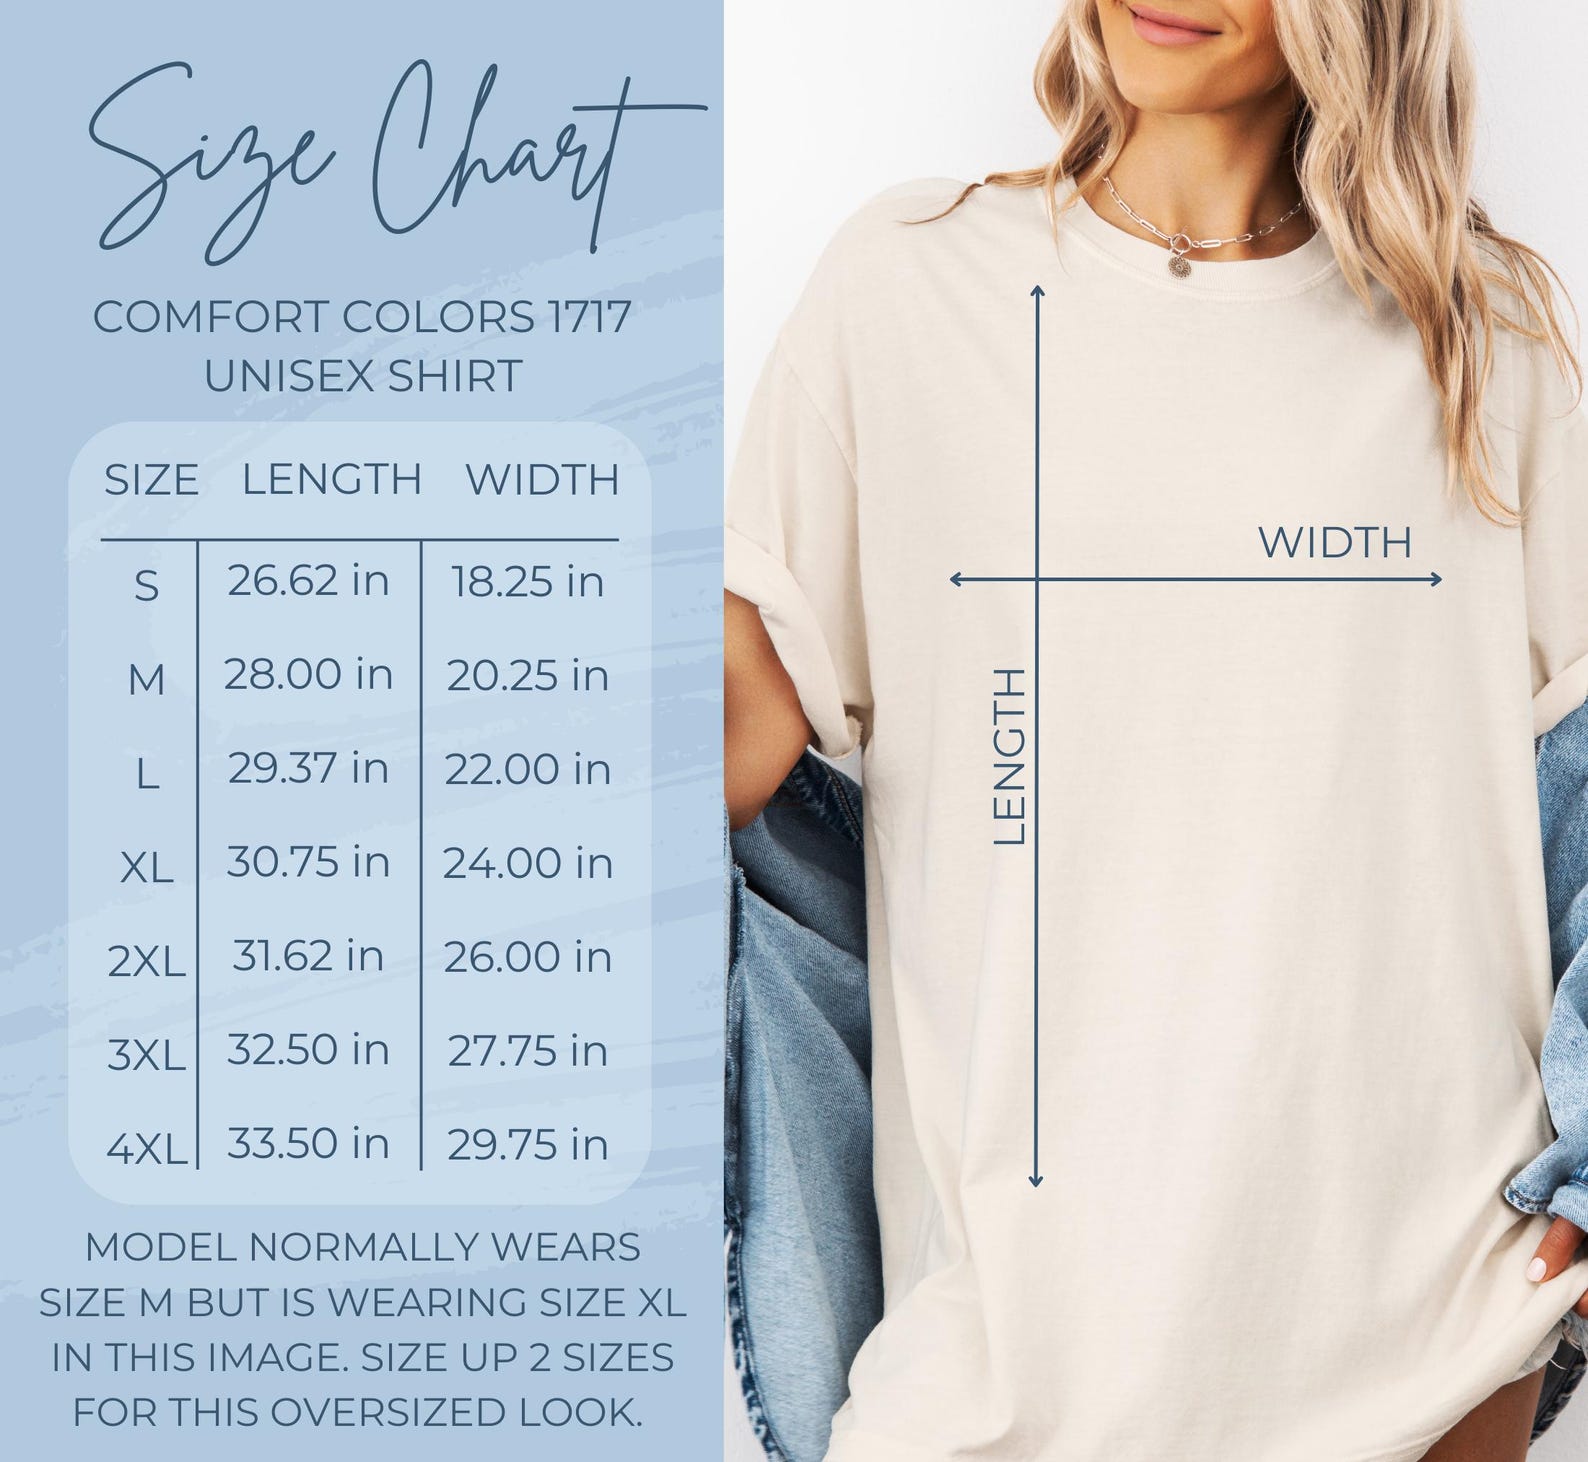 Size Chart
COMFORT COLORS 1717
UNISEX SHIRT
SIZE LENGTH WIDTH
S 26.62 in 18.25 in
M 28.00 in 20.25 in
L 29.37 in 22.00 in
XL 30.75 in 24.00 in
2XL 31.62 in 26.00 in
3XL 32.50 in 27.75 in
4XL 33.50 in 29.75 in
MODEL NORMALLY WEARS
SIZE M BUT IS WEARING SIZE XL
IN THIS IMAGE. SIZE UP 2 SIZES
FOR THIS OVERSIZED LOOK.
WIDTH
LENGTH